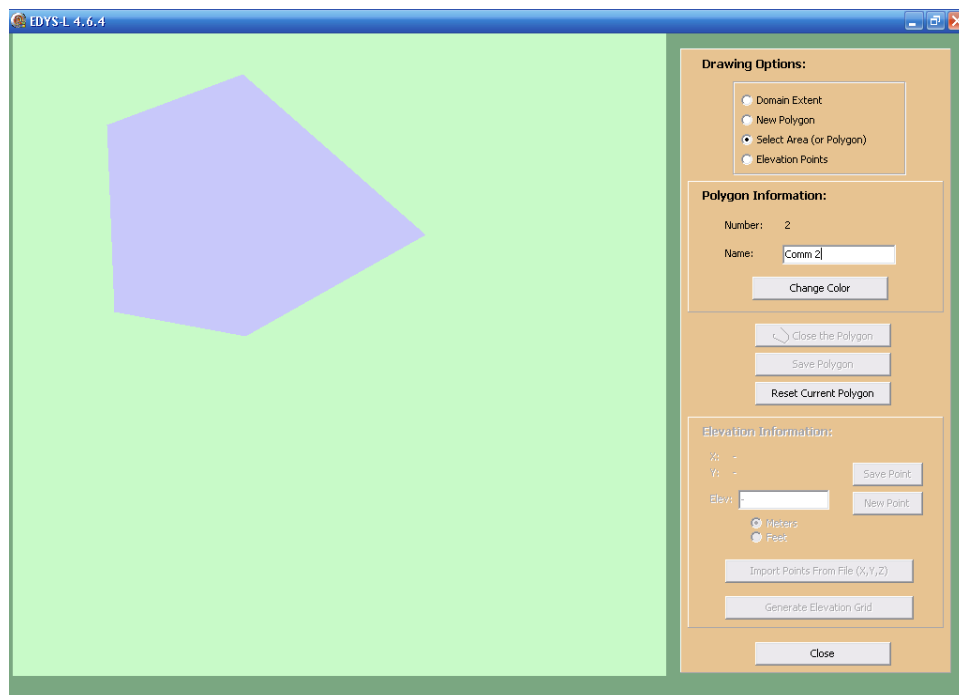 EDYS-L 4.6.4
Drawing Options:
Domain Extent
New Polygon
Select Area (or Polygon)
Elevation Points
Polygon Information:
Number: 2
Name: Comm 2
Change Color
Close the Polygon
Save Polygon
Reset Current Polygon
Elevation Information:
X: -
Y: -
Save Point
Elev: -
New Point
Meters
Feet
Import Points From File (X,Y,Z)
Generate Elevation Grid
Close